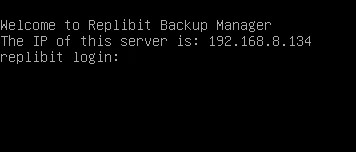 Welcome to Replibit Backup Manager
The IP of this server is: 192.168.8.134
replibit login: